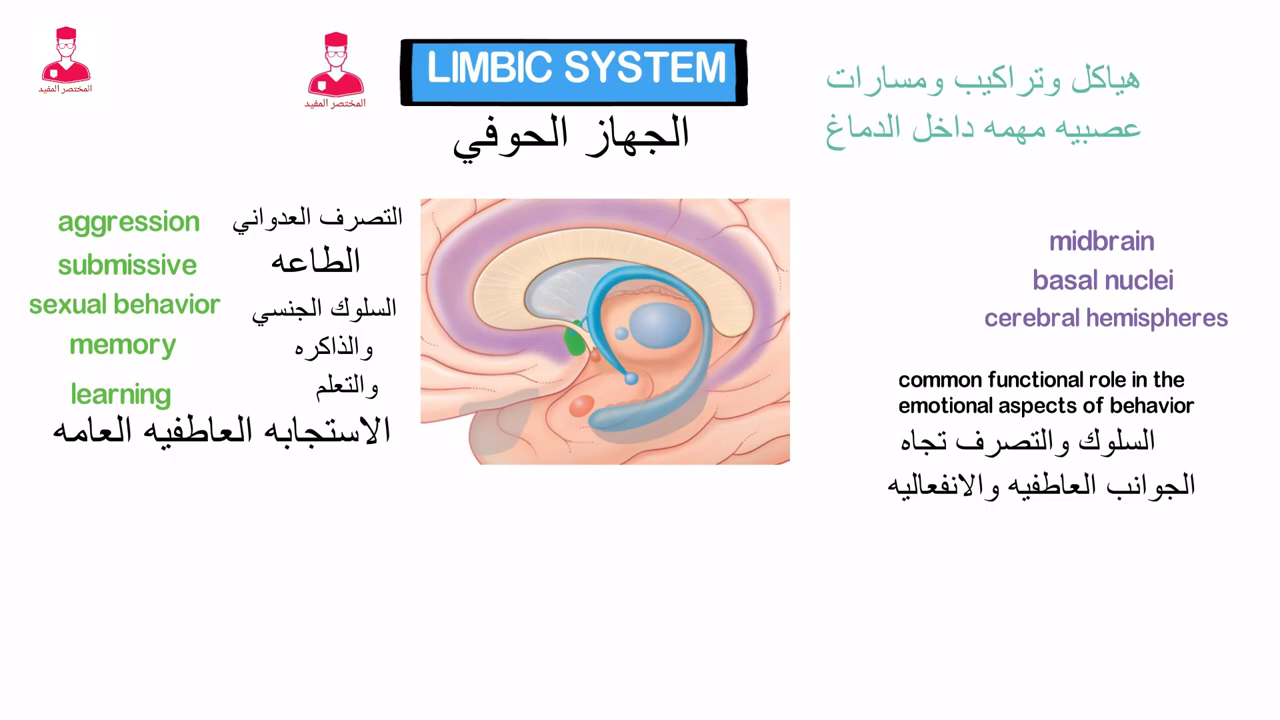 المختصر المفيد
المختصر المفيد
LIMBIC SYSTEM
الجهاز الحوفي
هياكل وتراكيب ومسارات
عصبيه مهمه داخل الدماغ
aggression التصرف العدواني
submissive الطاعه
sexual behavior السلوك الجنسي
memory والذاكره
learning والتعلم
الاستجابه العاطفيه العامه
midbrain
basal nuclei
cerebral hemispheres
common functional role in the
emotional aspects of behavior
السلوك والتصرف تجاه
الجوانب العاطفيه والانفعاليه